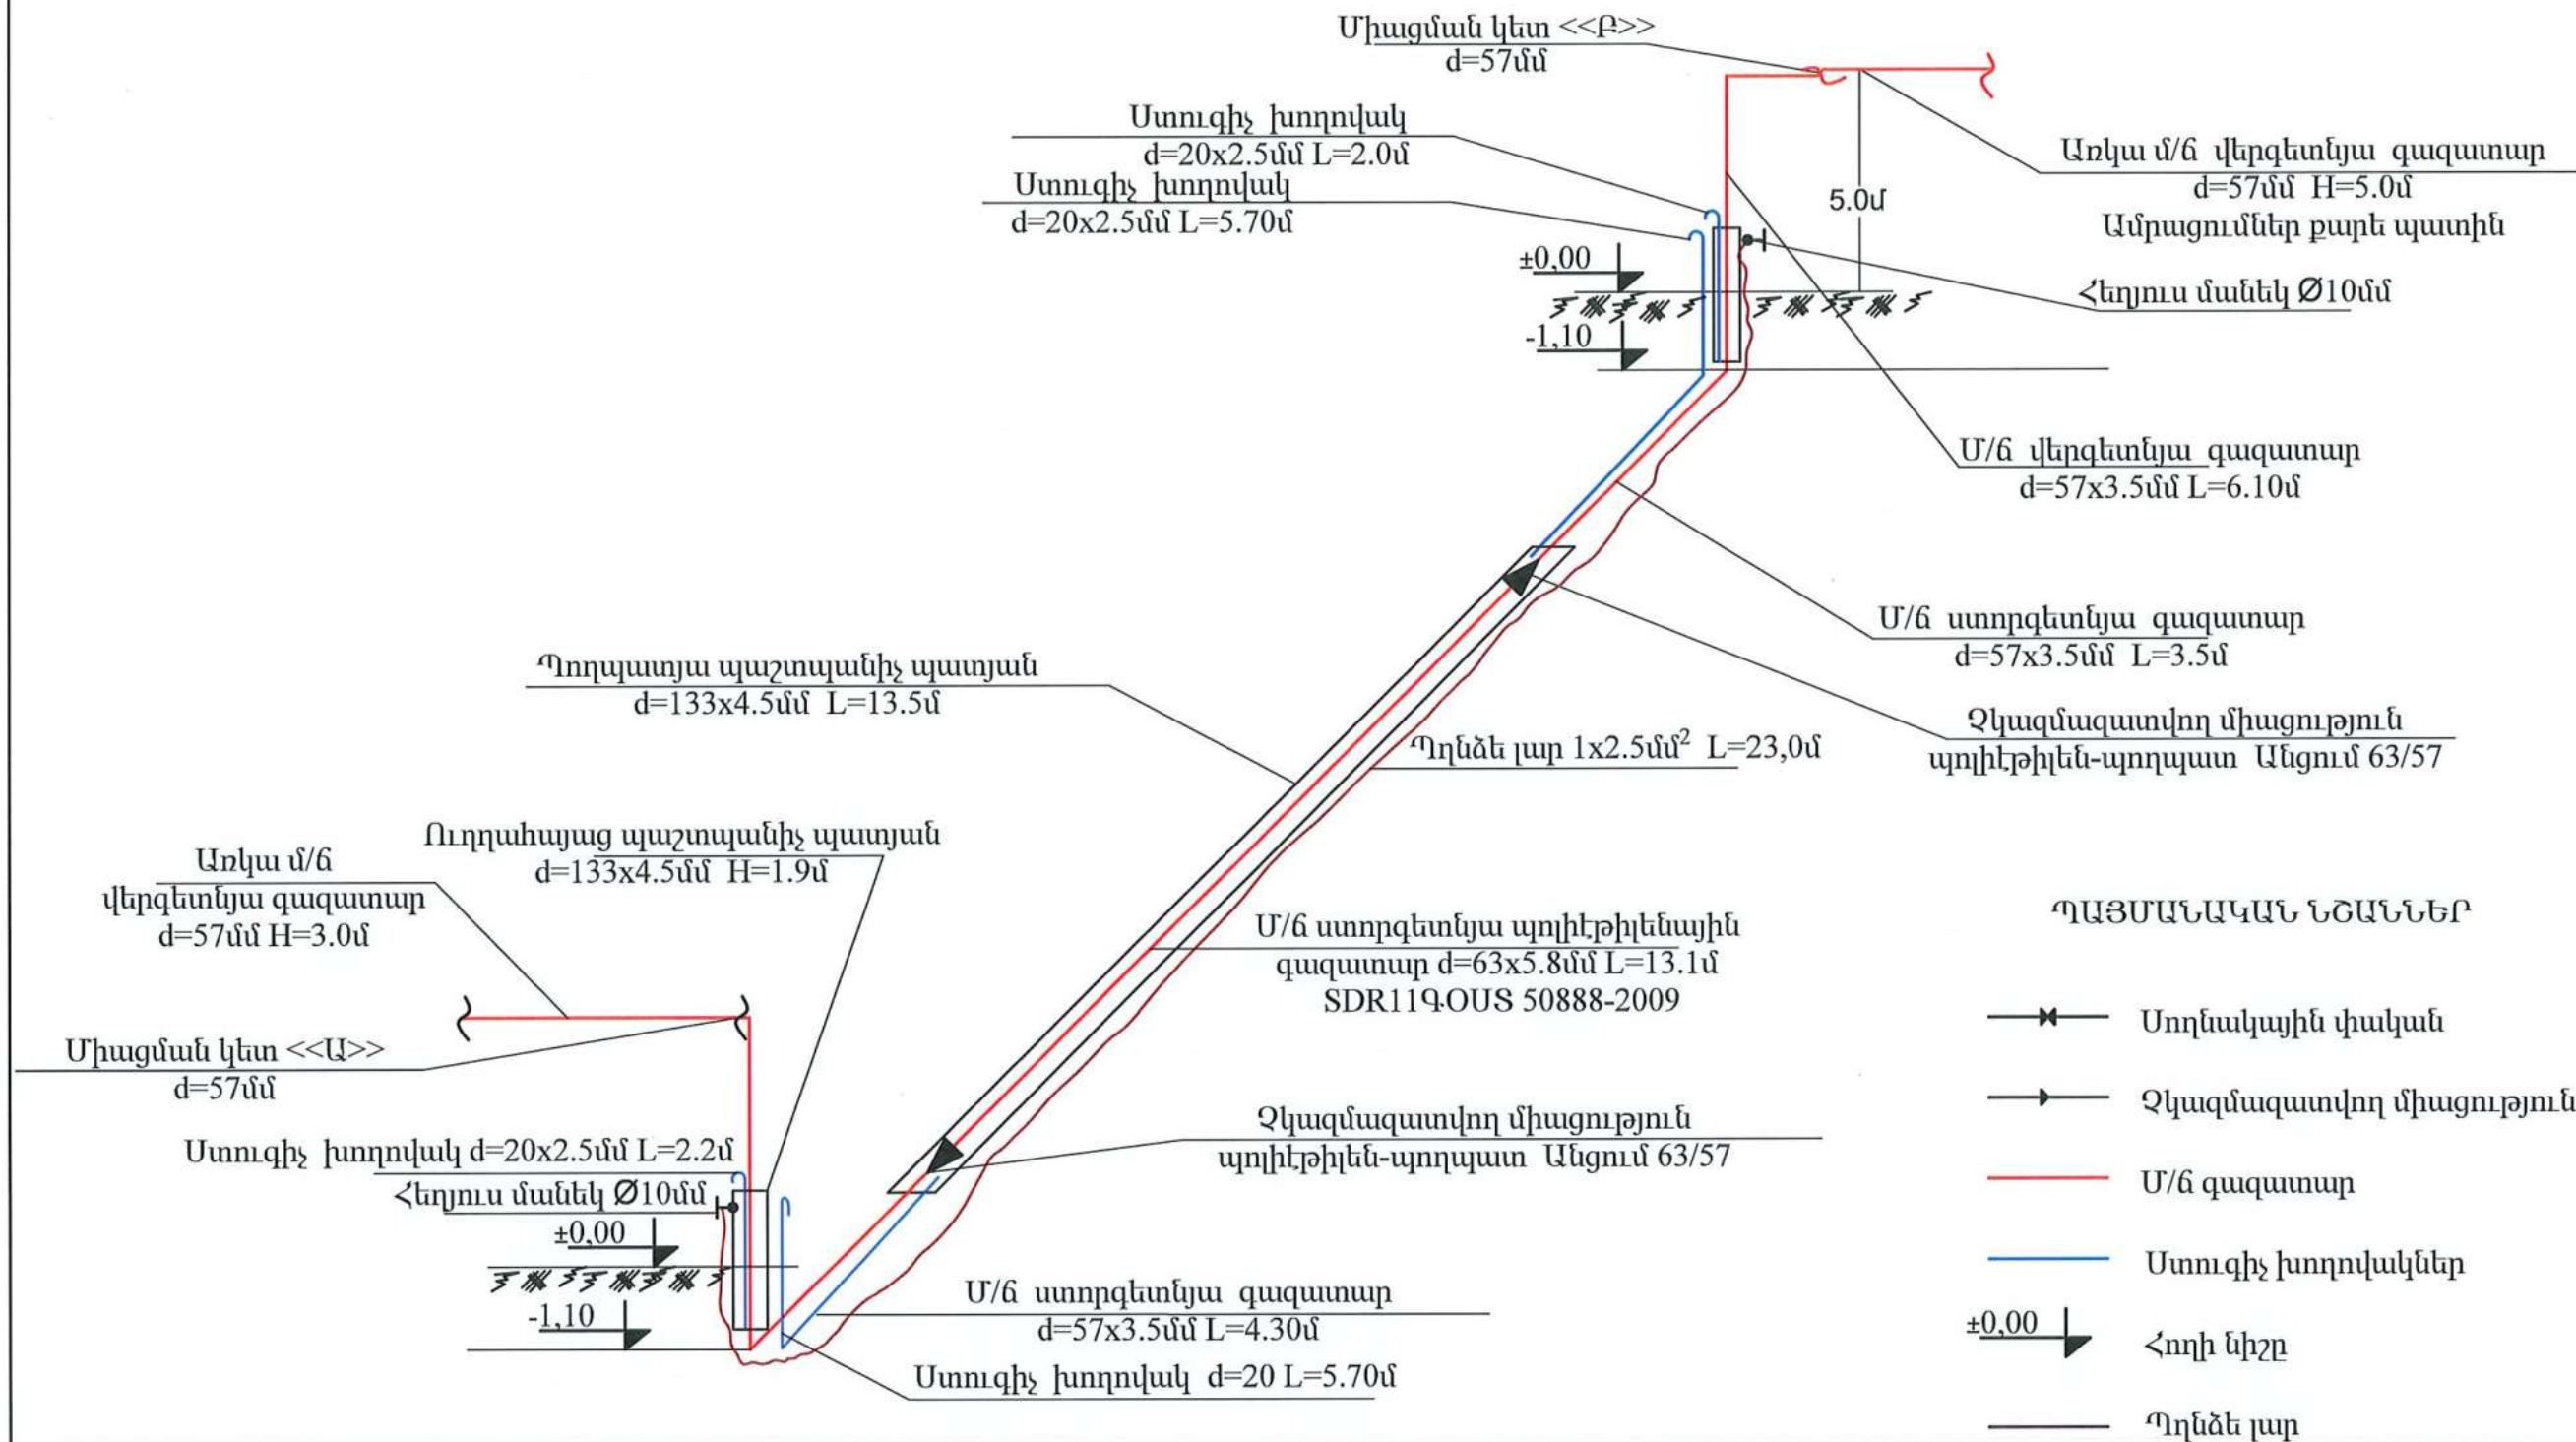 Միացման կետ <<Բ>>
d=57մմ
Ստուգիչ խողովակ
d=20x2.5մմ L=2.0մ
Ստուգիչ խողովակ
d=20x2.5մմ L=5.70մ
Առկա մ/ճ վերգետնյա գազատար
d=57մմ H=5.0մ
Ամրացումներ քարե պատին
5.0մ
±0,00
Հեղյուս մանեկ Ø10մմ
-1,10
Մ/ճ վերգետնյա գազատար
d=57x3.5մմ L=6.10մ
Մ/ճ ստորգետնյա գազատար
d=57x3.5մմ L=3.5մ
Պողպատյա պաշտպանիչ պատյան
d=133x4.5մմ L=13.5մ
Չկազմազատվող միացություն
պոլիէթիլեն-պողպատ Անցում 63/57
Պղնձե լար 1x2.5մմ² L=23,0մ
Ուղղահայաց պաշտպանիչ պատյան
d=133x4.5մմ H=1.9մ
Առկա մ/ճ
վերգետնյա գազատար
d=57մմ H=3.0մ
Մ/ճ ստորգետնյա պոլիէթիլենային
գազատար d=63x5.8մմ L=13.1մ
SDR11ԳՕՍՏ 50888-2009
Միացման կետ <<Ա>>
d=57մմ
Չկազմազատվող միացություն
պոլիէթիլեն-պողպատ Անցում 63/57
Ստուգիչ խողովակ d=20x2.5մմ L=2.2մ
Հեղյուս մանեկ Ø10մմ
±0,00
-1,10
Մ/ճ ստորգետնյա գազատար
d=57x3.5մմ L=4.30մ
Ստուգիչ խողովակ d=20 L=5.70մ
ՊԱՅՄԱՆԱԿԱՆ ՆՇԱՆՆԵՐ
Սողնակային փական
Չկազմազատվող միացություն
Մ/ճ գազատար
Ստուգիչ խողովակներ
±0,00
Հողի նիշը
Պղնձե լար